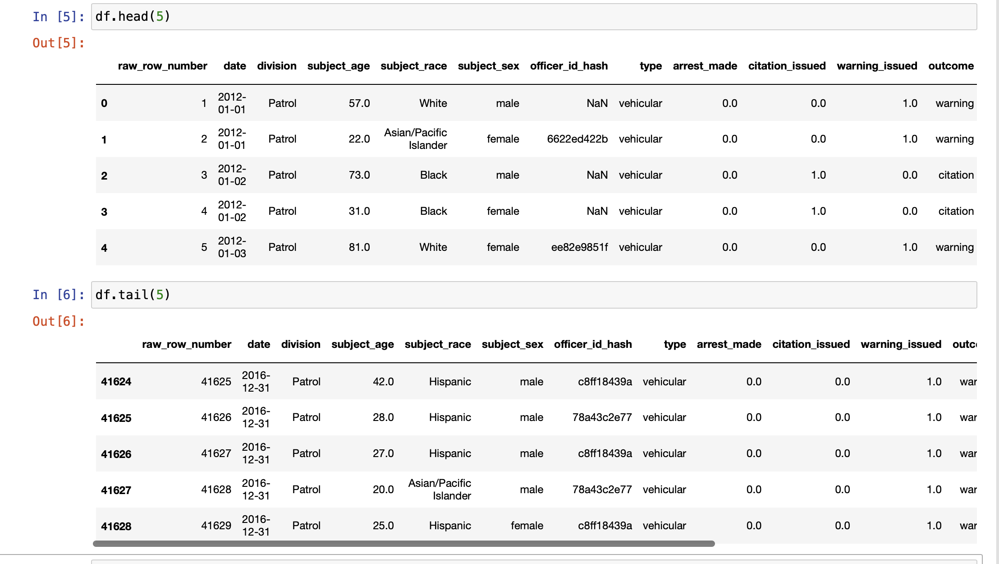 In [5]: df.head(5)
Out[5]:
raw_row_number date division subject_age subject_race subject_sex officer_id_hash type arrest_made citation_issued warning_issued outcome
0 1 2012-01-01 Patrol 57.0 White male NaN vehicular 0.0 0.0 1.0 warning
1 2 2012-01-01 Patrol 22.0 Asian/Pacific Islander female 6622ed422b vehicular 0.0 0.0 1.0 warning
2 3 2012-01-02 Patrol 73.0 Black male NaN vehicular 0.0 1.0 0.0 citation
3 4 2012-01-02 Patrol 31.0 Black female NaN vehicular 0.0 1.0 0.0 citation
4 5 2012-01-03 Patrol 81.0 White female ee82e9851f vehicular 0.0 0.0 1.0 warning
In [6]: df.tail(5)
Out[6]:
raw_row_number date division subject_age subject_race subject_sex officer_id_hash type arrest_made citation_issued warning_issued outc
41624 41625 2016-12-31 Patrol 42.0 Hispanic male c8ff18439a vehicular 0.0 0.0 1.0 war
41625 41626 2016-12-31 Patrol 28.0 Hispanic male 78a43c2e77 vehicular 0.0 0.0 1.0 war
41626 41627 2016-12-31 Patrol 27.0 Hispanic male c8ff18439a vehicular 0.0 0.0 1.0 war
41627 41628 2016-12-31 Patrol 20.0 Asian/Pacific Islander male 78a43c2e77 vehicular 0.0 0.0 1.0 war
41628 41629 2016-12-31 Patrol 25.0 Hispanic female c8ff18439a vehicular 0.0 0.0 1.0 war